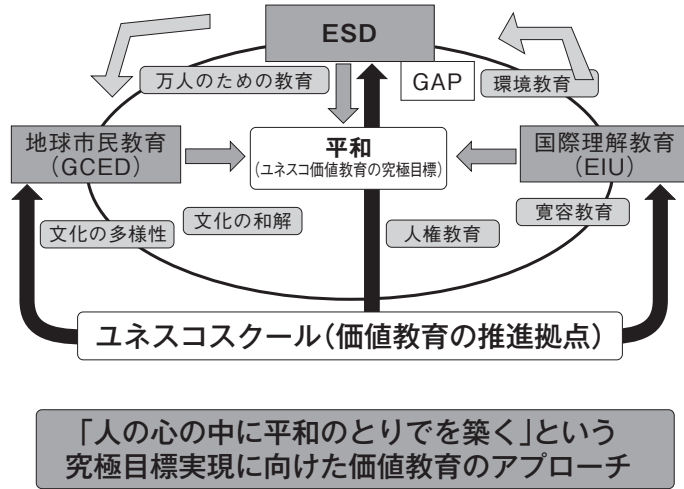 ESD
万人のための教育
GAP
環境教育
地球市民教育
(GCED)
平和
(ユネスコ価値教育の究極目標)
国際理解教育
(EIU)
文化の多様性
文化の和解
人権教育
寛容教育
ユネスコスクール(価値教育の推進拠点)
「人の心の中に平和のとりでを築く」という
究極目標実現に向けた価値教育のアプローチ